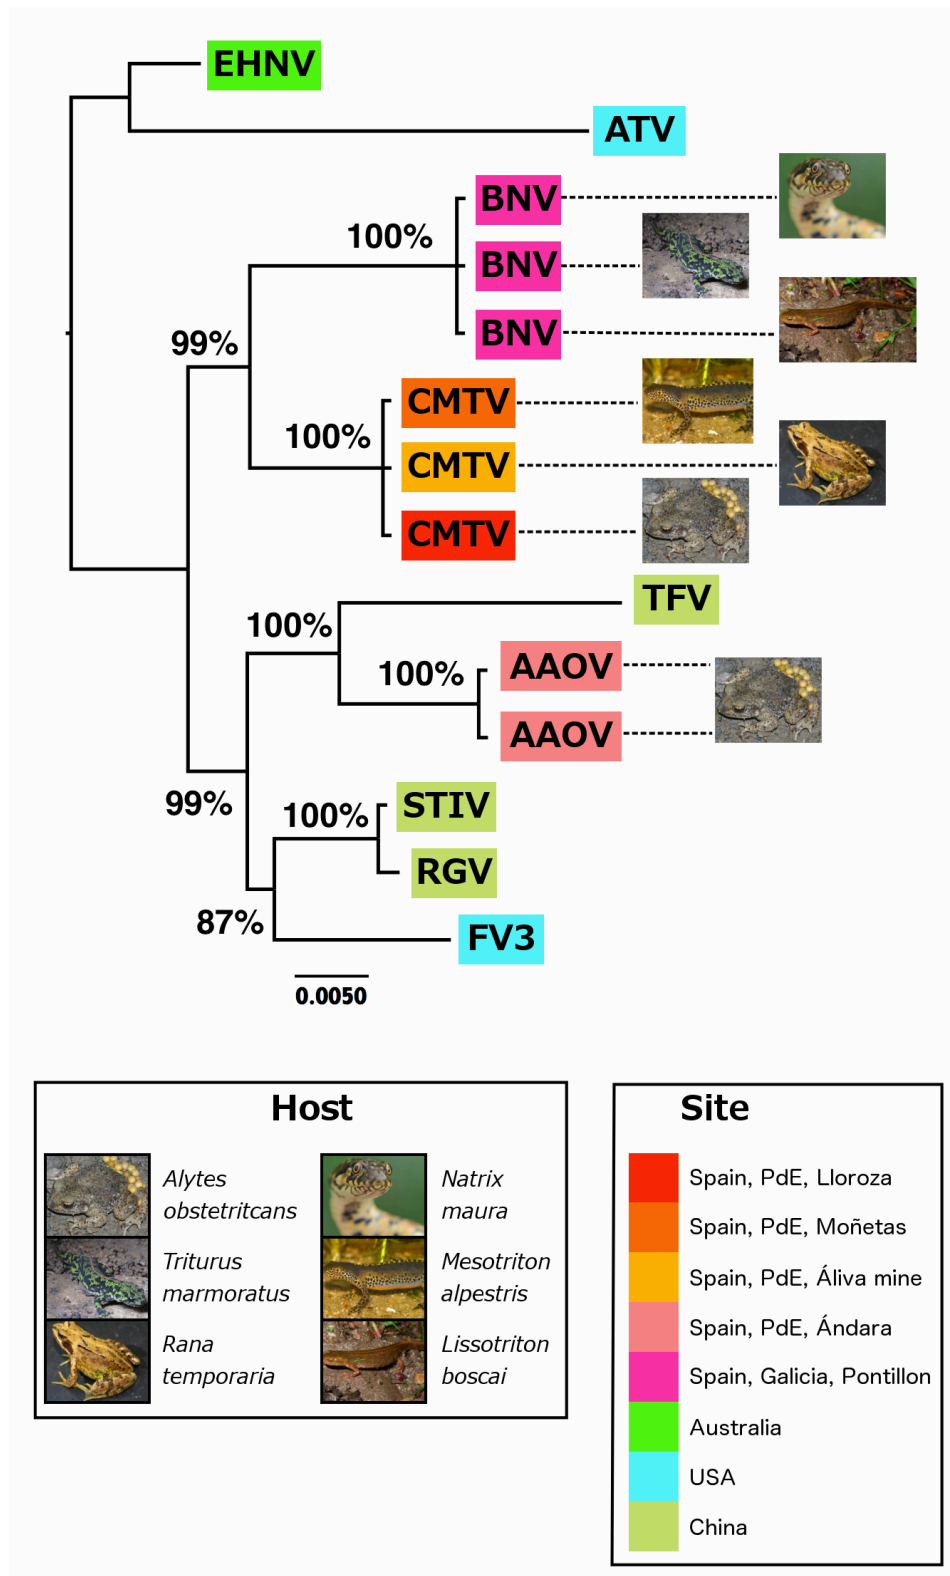 EHNV
ATV
BNV
100%
BNV
BNV
99%
CMTV
100%
CMTV
CMTV
TFV
100%
AAOV
100%
AAOV
STIV
99%
100%
RGV
87%
FV3
0.0050
Host
Alytes
obstetritcans
Triturus
marmoratus
Rana
temporaria
Natrix
maura
Mesotriton
alpestris
Lissotriton
boscai
Site
Spain, PdE, Lloroza
Spain, PdE, Moñetas
Spain, PdE, Áliva mine
Spain, PdE, Ándara
Spain, Galicia, Pontillon
Australia
USA
China